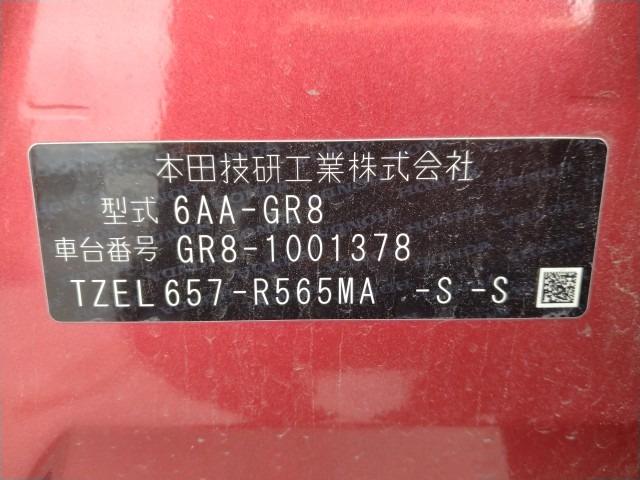 本田技研工業株式会社
型式 6AA-GR8
車台番号 GR8-1001378
TZEL657-R565MA -S -S